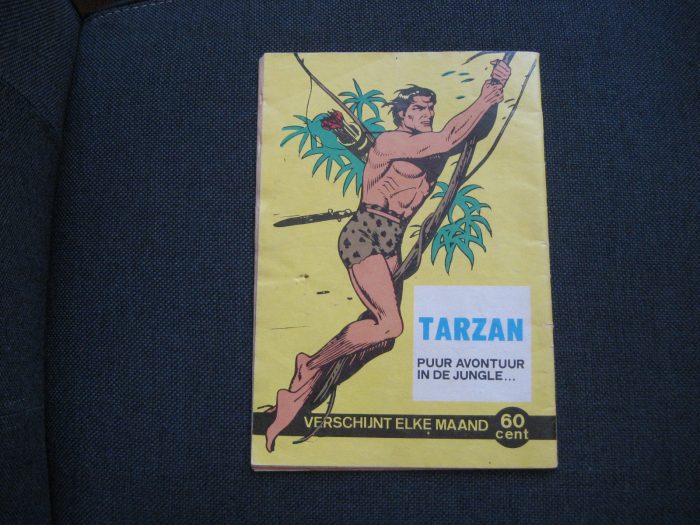 TARZAN
PUUR AVONTUUR
IN DE JUNGLE...
VERSCHIJNT ELKE MAAND 60
cent